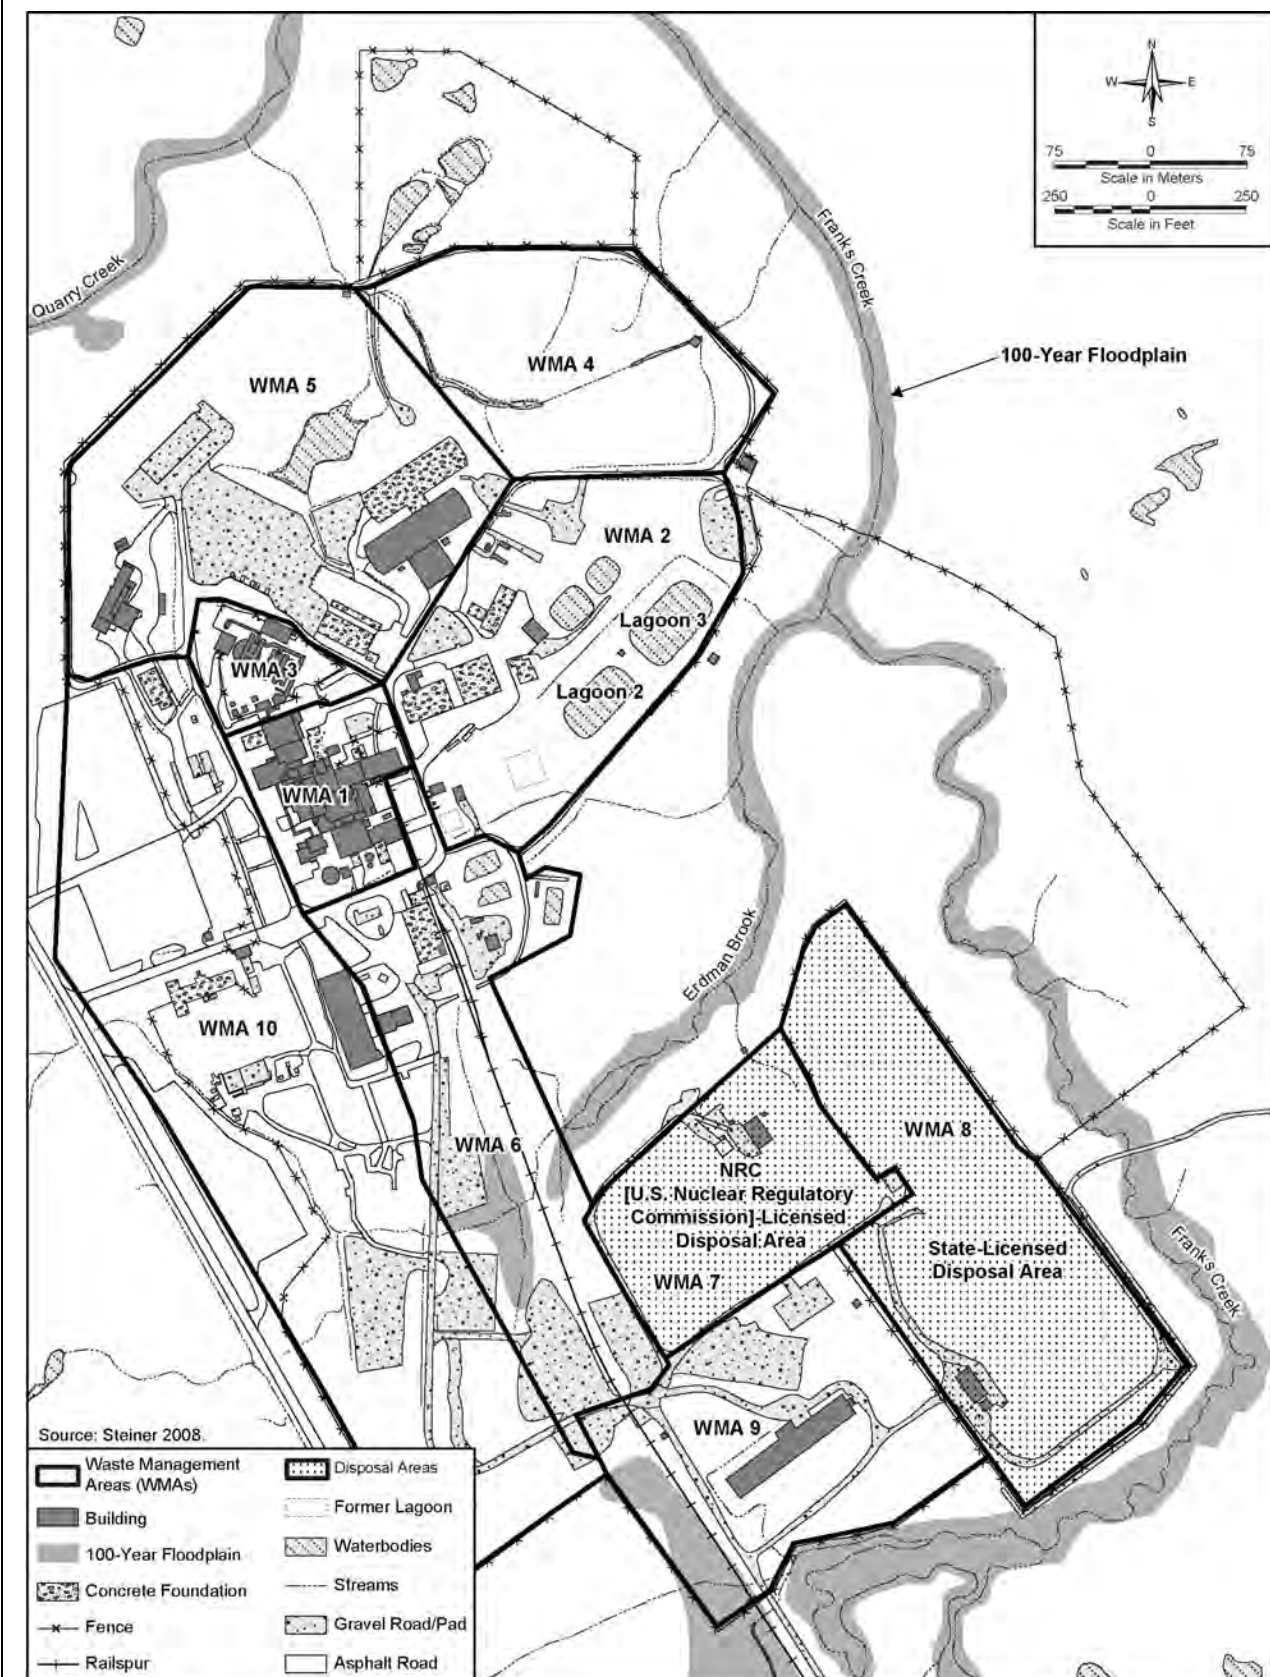 N
W
E
S
75
0
75
Scale in Meters
250
0
250
Scale in Feet
Quarry Creek
Franks Creek
100-Year Floodplain
WMA 4
WMA 5
WMA 2
Lagoon 3
WMA 3
Lagoon 2
WMA 1
Erdman Brook
WMA 10
WMA 8
WMA 6
NRC
[U.S. Nuclear Regulatory
Commission]-Licensed
Disposal Area
State-Licensed
Disposal Area
Franks Creek
WMA 7
WMA 9
Source: Steiner 2008.
Waste Management
Areas (WMAs)
Building
100-Year Floodplain
Concrete Foundation
Fence
Railspur
Disposal Areas
Former Lagoon
Waterbodies
Streams
Gravel Road/Pad
Asphalt Road